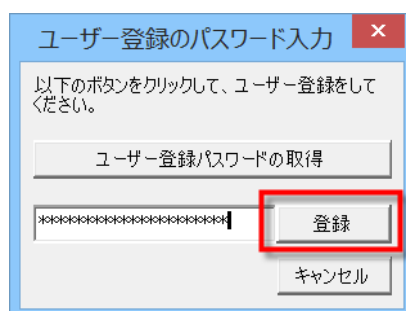 ユーザー登録のパスワード入力
以下のボタンをクリックして、ユーザー登録をして
ください。
ユーザー登録パスワードの取得
**********************
登録
キャンセル